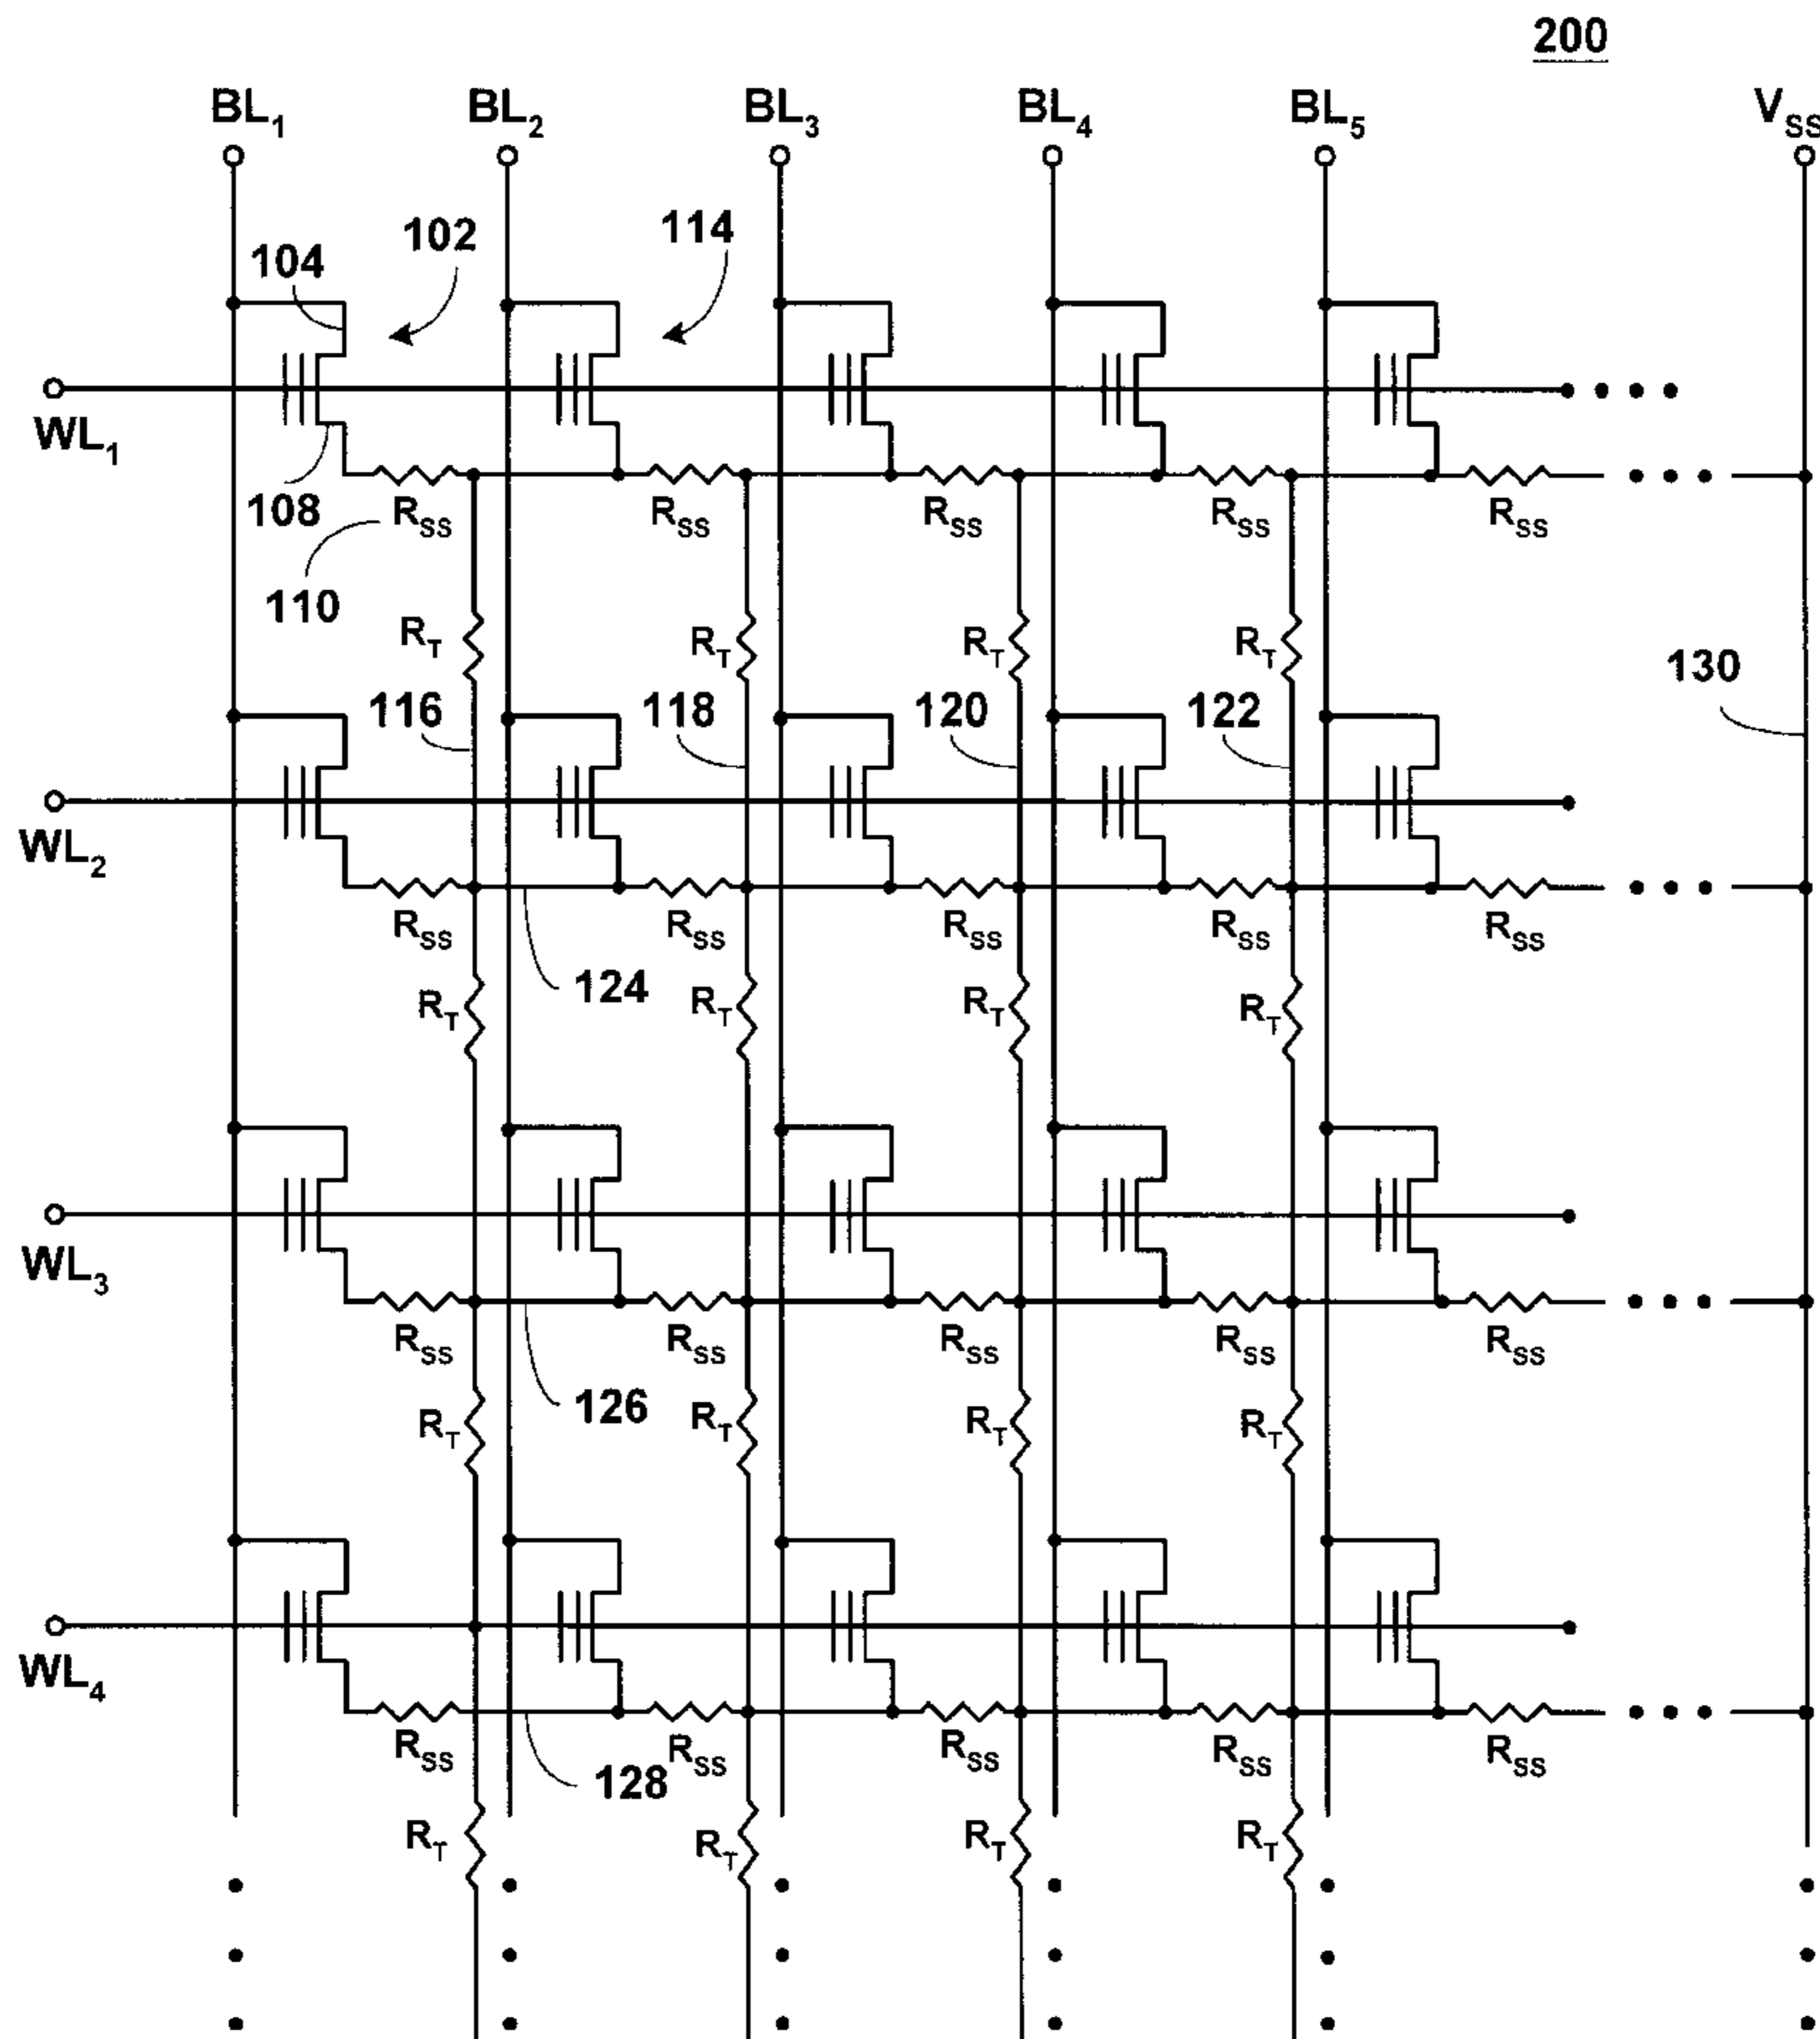 200
BL1 BL2 BL3 BL4 BL5 VSS
102 114
104
WL1
108 RSS RSS RSS RSS RSS
110
RT RT RT RT
130
116 118 120 122
WL2
RSS RSS RSS RSS RSS
124
RT RT RT RT
WL3
RSS RSS RSS RSS RSS
126
RT RT RT RT
WL4
RSS RSS RSS RSS RSS
128
RT RT RT RT